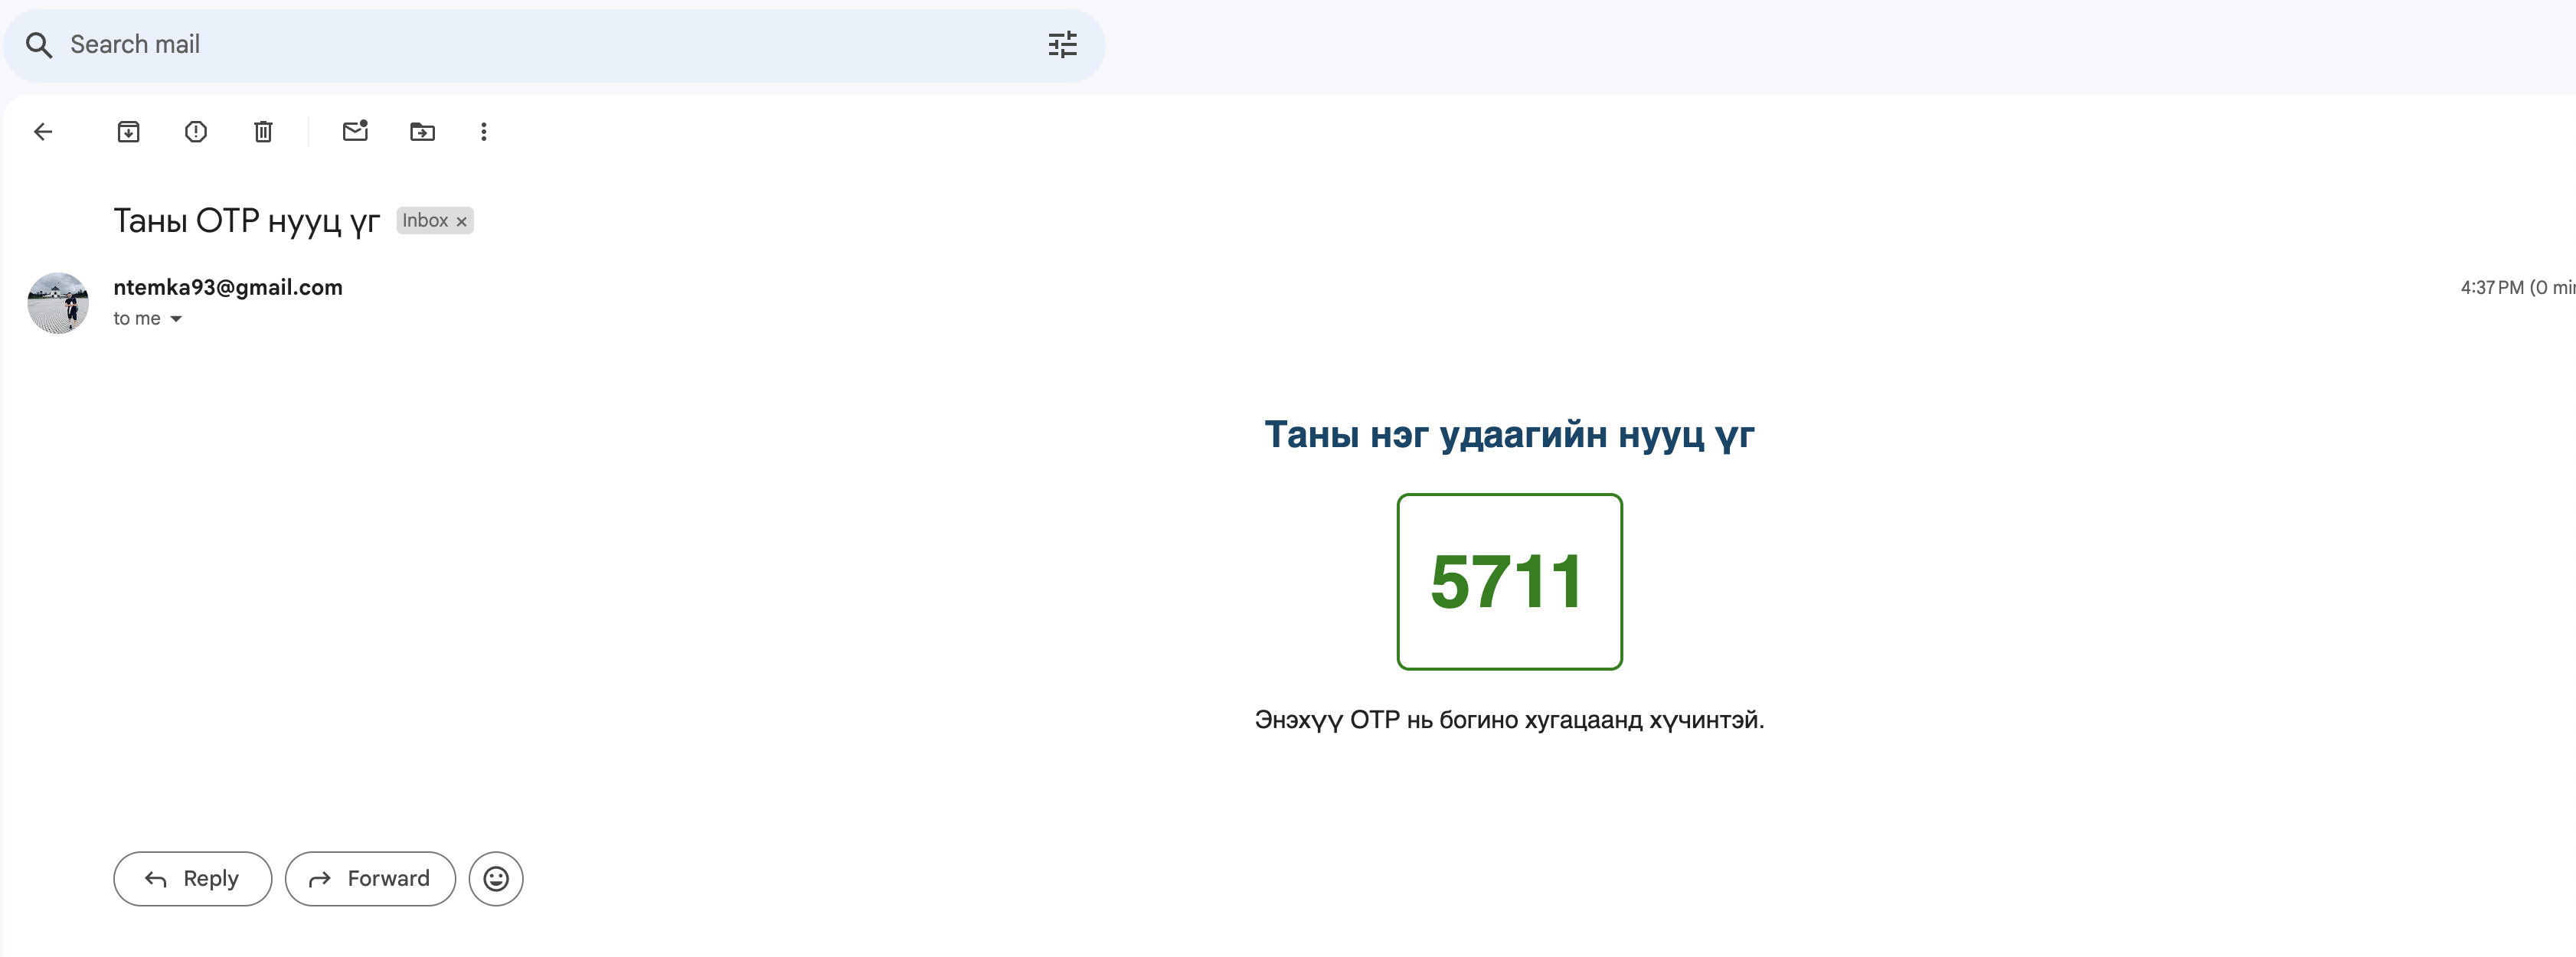 Search mail
Таны OTP нууц үг Inbox ×
ntemka93@gmail.com
4:37 PM (0
to me
Таны нэг удаагийн нууц үг
5711
Энэхүү OTP нь богино хугацаанд хүчинтэй.
Reply Forward